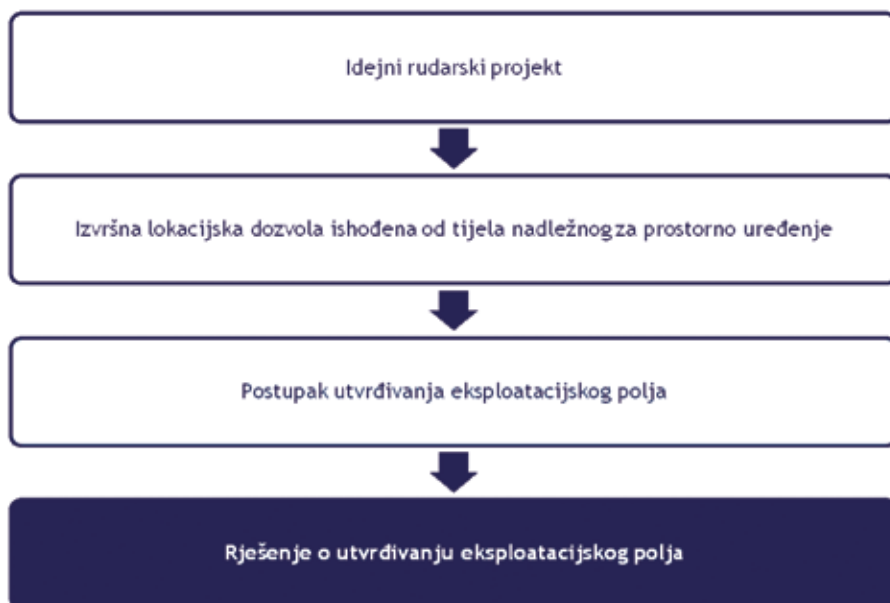 Idejni rudarski projekt
Izvršna lokacijska dozvola ishođena od tijela nadležnog za prostorno uređenje
Postupak utvrđivanja eksploatacijskog polja
Rješenje o utvrđivanju eksploatacijskog polja